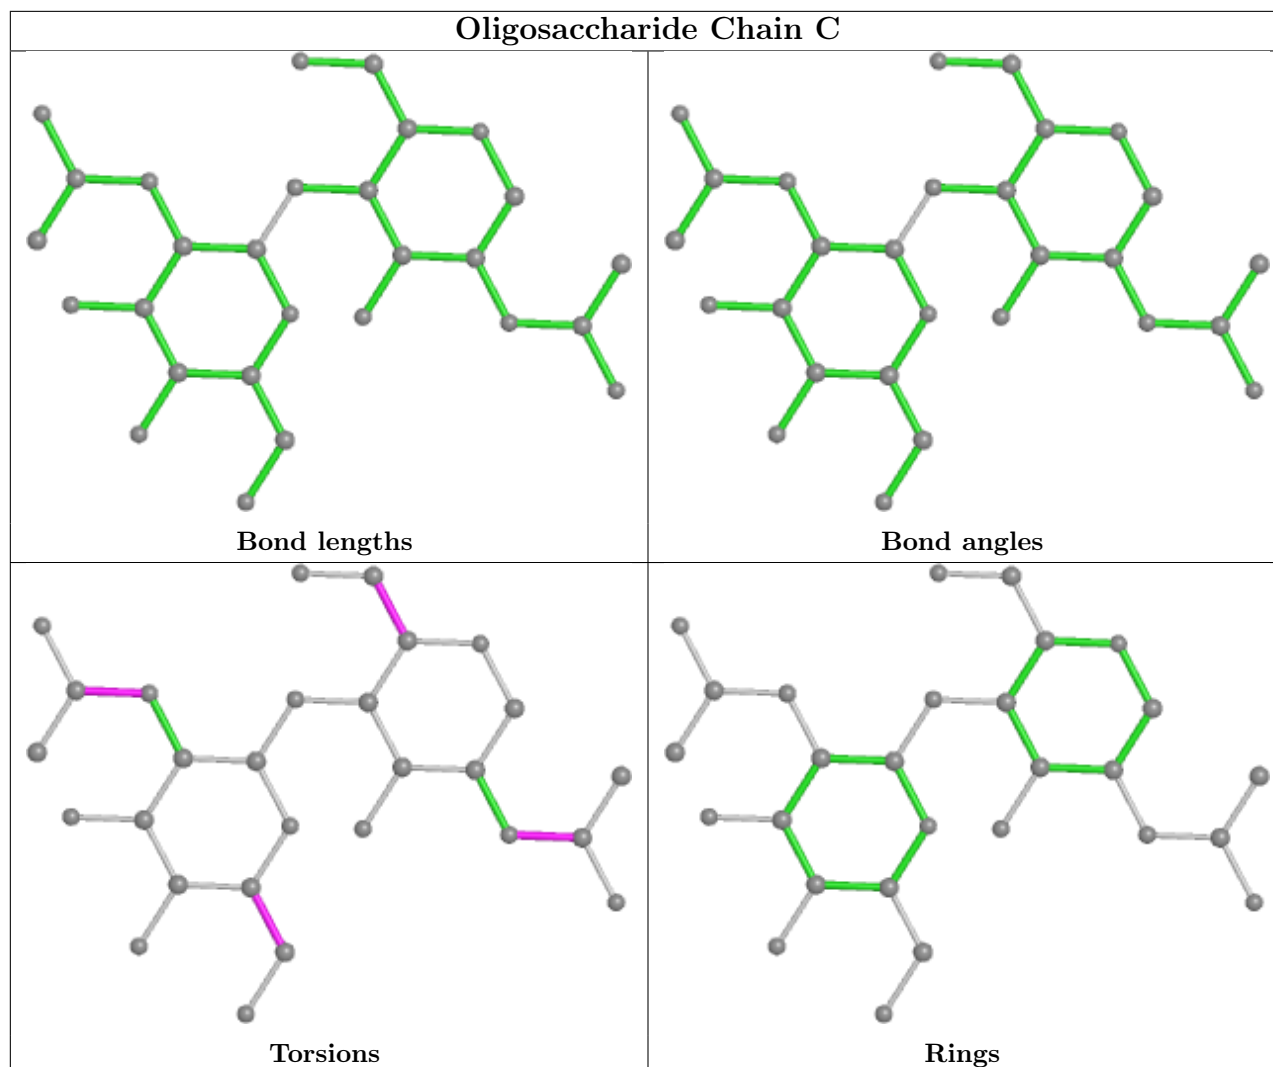 Oligosaccharide Chain C
Bond lengths
Bond angles
Torsions
Rings